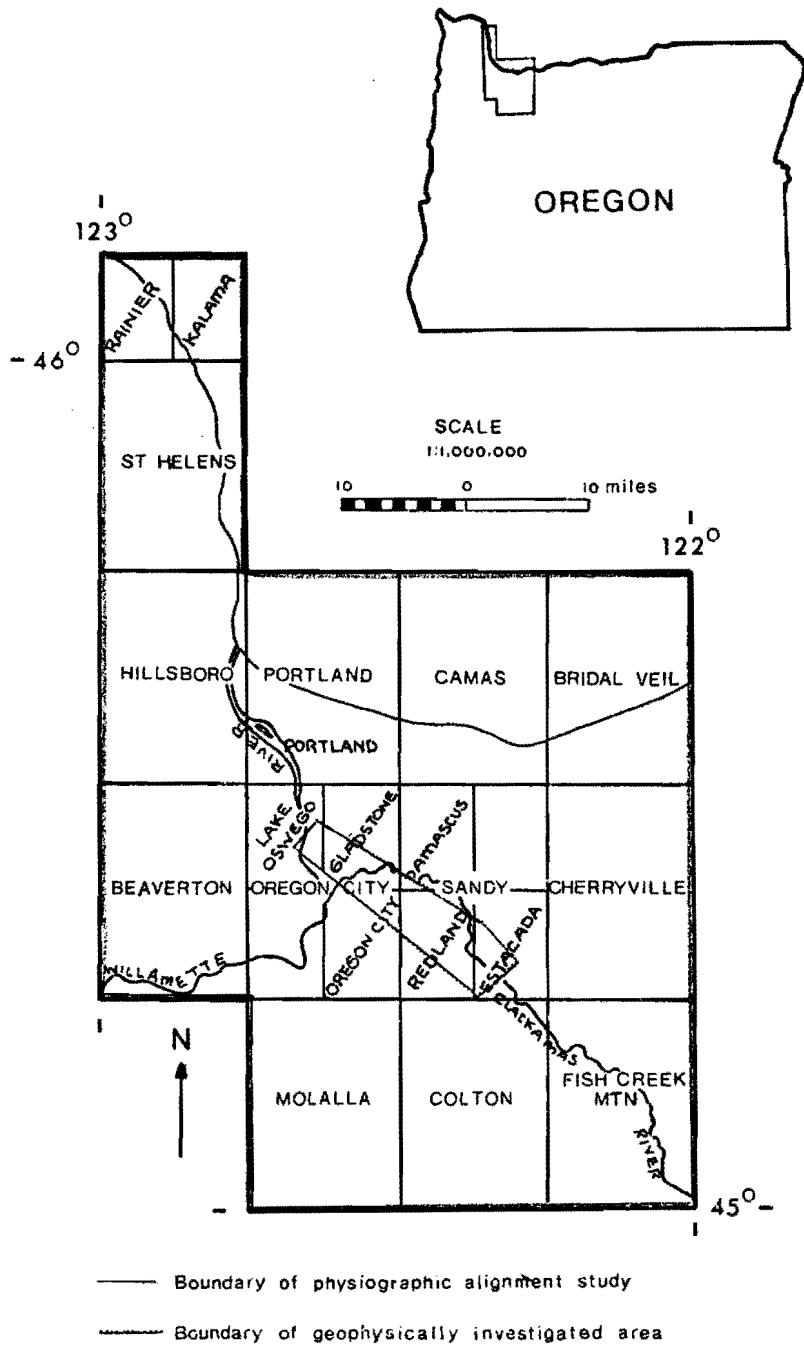 OREGON
123°
RAINIER
KALAMA
- 46°
ST HELENS
SCALE
1:1,000,000
10 0 10 miles
122°
HILLSBORO
PORTLAND
CAMAS
BRIDAL VEIL
RIVER
PORTLAND
LAKE
OSWEGO
GLADSTONE
DAMASCUS
BEAVERTON
OREGON CITY
SANDY
CHERRYVILLE
WILLAMETTE
OREGON CITY
REDLAND
ESTACADA
CLACKAMAS
N
MOLALLA
COLTON
FISH CREEK
MTN
RIVER
45° -
Boundary of physiographic alignment study
Boundary of geophysically investigated area